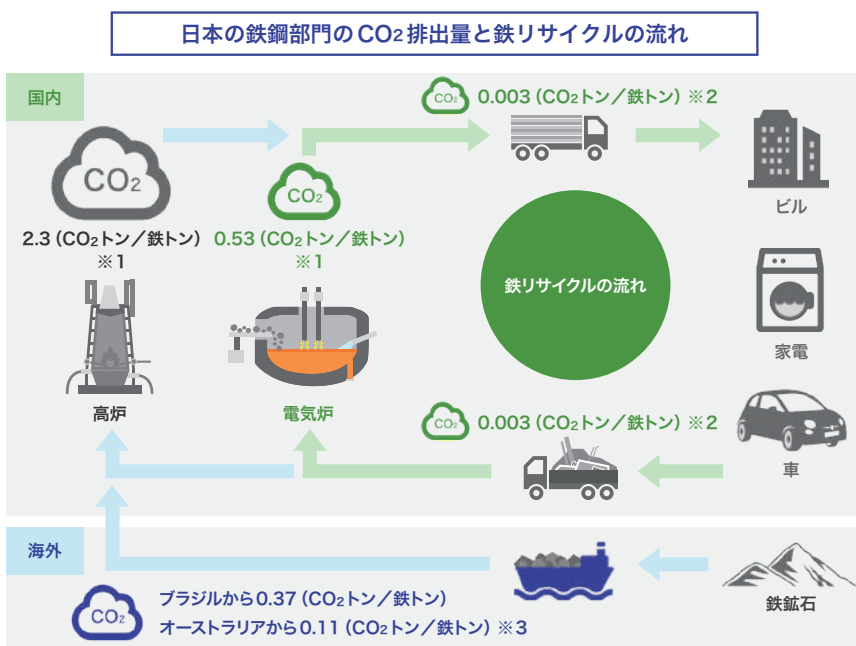 日本の鉄鋼部門のCO2排出量と鉄リサイクルの流れ
国内
CO2
0.003（CO2トン／鉄トン）※2
CO2
2.3（CO2トン／鉄トン）
※1
CO2
0.53（CO2トン／鉄トン）
※1
ビル
鉄リサイクルの流れ
家電
高炉
電気炉
CO2
0.003（CO2トン／鉄トン）※2
車
海外
CO2
ブラジルから0.37（CO2トン／鉄トン）
オーストラリアから0.11（CO2トン／鉄トン）※3
鉄鉱石